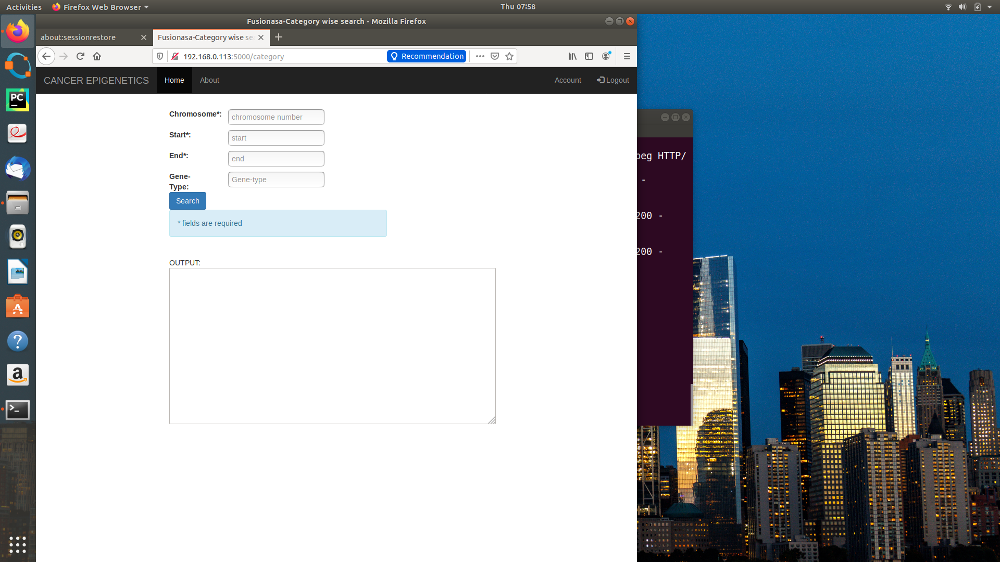 Activities
Firefox Web Browser
Thu 07:58
Fusionasa-Category wise search - Mozilla Firefox
about:sessionrestore
Fusionasa-Category wise sea
192.168.0.113:5000/category
Recommendation
CANCER EPIGENETICS
Home
About
Account
Logout
Chromosome*:
chromosome number
Start*:
start
End*:
end
Gene-
Type:
Gene-type
Search
* fields are required
OUTPUT:
peg HTTP/
-
200 -
200 -
PC
a